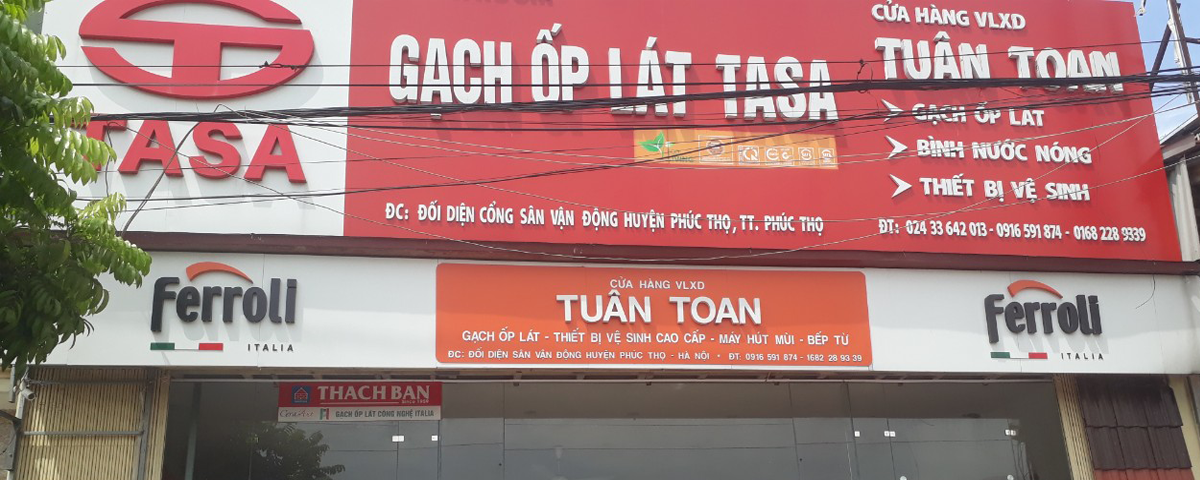 TASA
GẠCH ỐP LÁT TASA
ĐC: ĐỐI DIỆN CỔNG SÂN VẬN ĐỘNG HUYỆN PHÚC THỌ, TT. PHÚC THỌ
CỬA HÀNG VLXD
TUÂN TOAN
GẠCH ỐP LÁT
BÌNH NƯỚC NÓNG
THIẾT BỊ VỆ SINH
ĐT: 024 33 642 013 - 0916 591 874 - 0168 228 9339
Ferroli
ITALIA
CỬA HÀNG VLXD
TUÂN TOAN
GẠCH ỐP LÁT - THIẾT BỊ VỆ SINH CAO CẤP - MÁY HÚT MÙI - BẾP TỪ
ĐC: ĐỐI DIỆN SÂN VẬN ĐỘNG HUYỆN PHÚC THỌ - HÀ NỘI • ĐT: 0916 591 874 - 1682 28 9339
Ferroli
ITALIA
THACH BAN
GẠCH ỐP LÁT CÔNG NGHỆ ITALIA